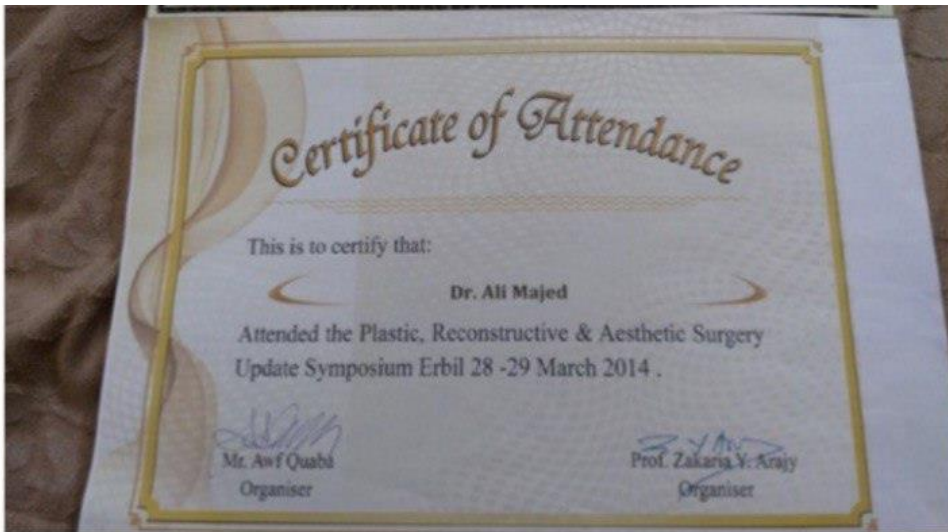 Certificate of Attendance
This is to certify that:
Dr. Ali Majed
Attended the Plastic, Reconstructive & Aesthetic Surgery
Update Symposium Erbil 28 -29 March 2014 .
Mr. Awf Quaba
Organiser
Prof. Zakaria Y. Arajy
Organiser